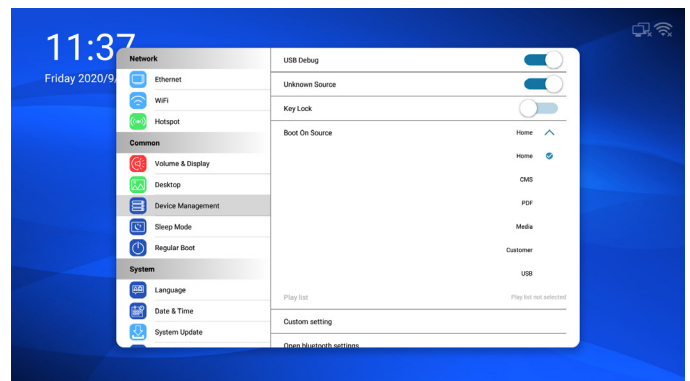 11:37
Friday 2020/9/
Network
Ethernet
WiFi
Hotspot
Common
Volume & Display
Desktop
Device Management
Sleep Mode
Regular Boot
System
Language
Date & Time
System Update
USB Debug
Unknown Source
Key Lock
Boot On Source Home
Home
CMS
PDF
Media
Customer
USB
Play list Play list not selected
Custom setting
Open bluetooth settings